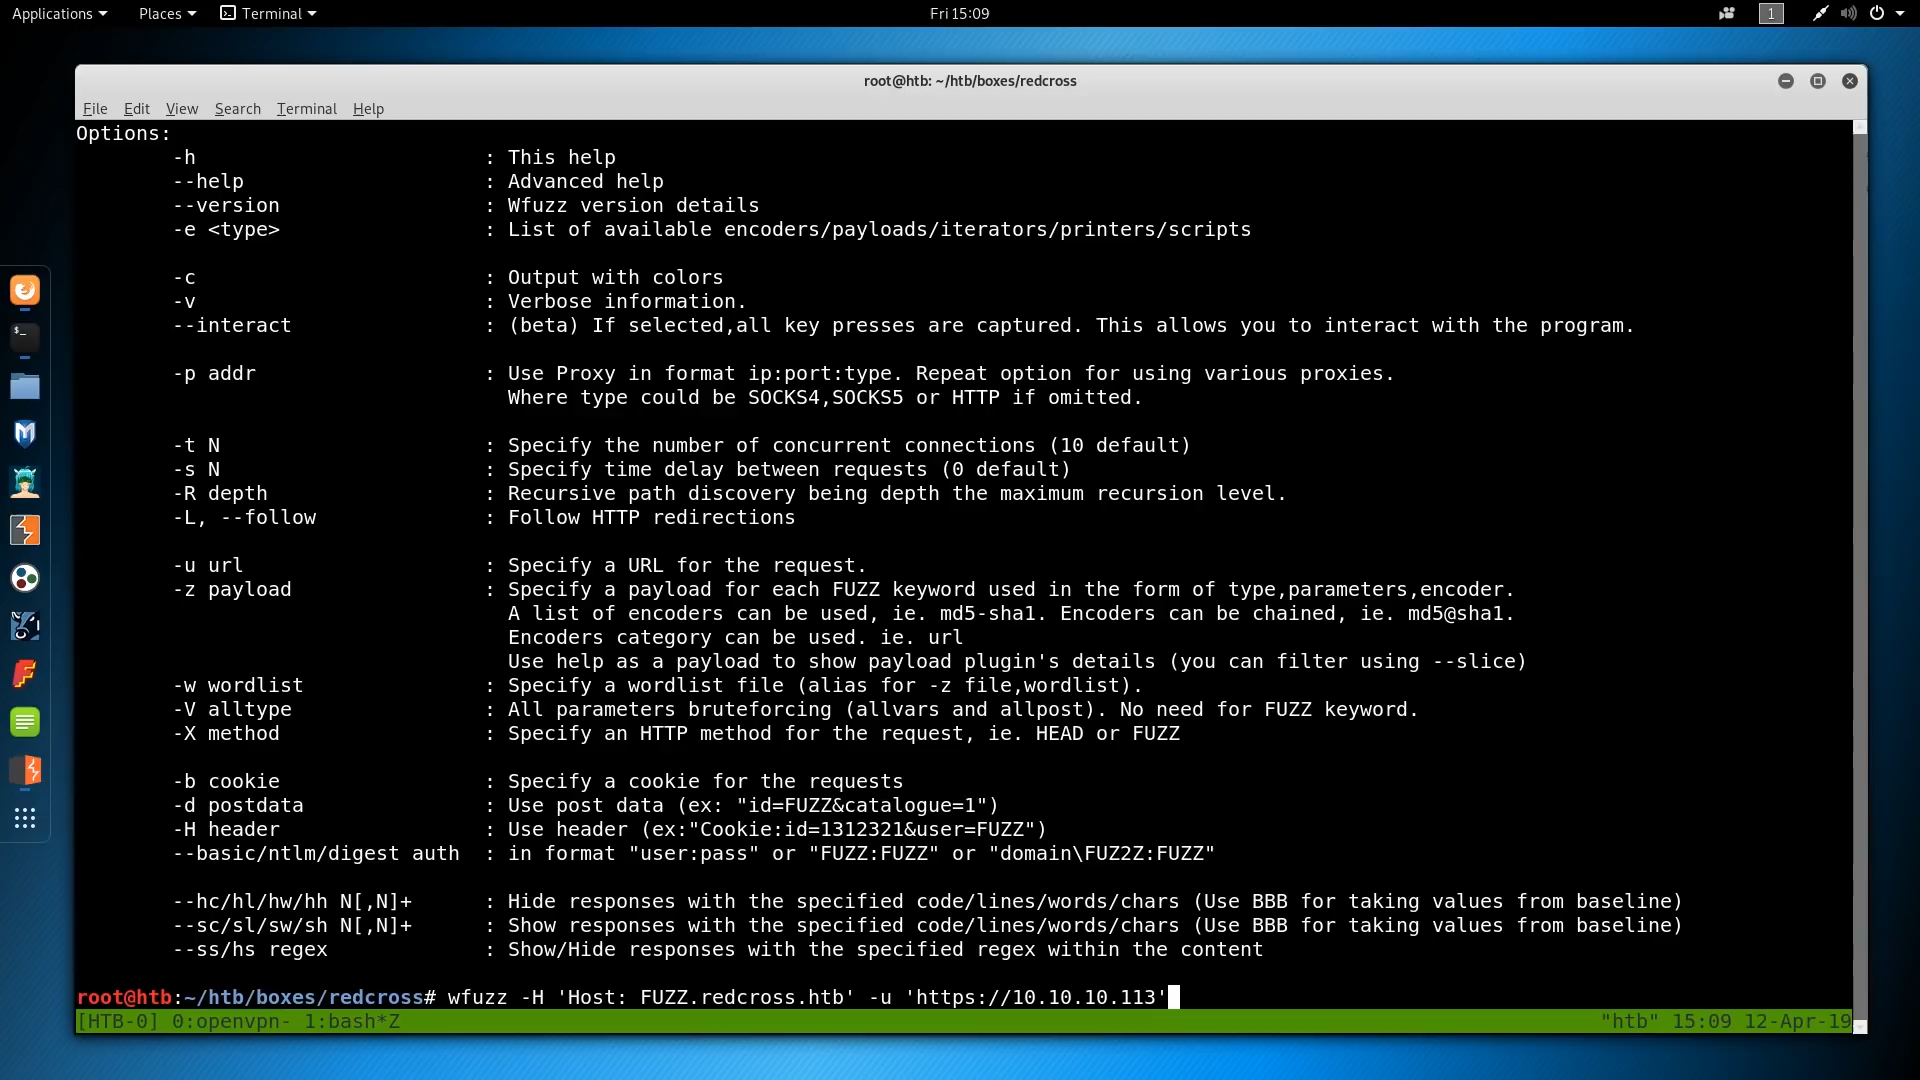 Applications Places Terminal Fri 15:09 1
root@htb: ~/htb/boxes/redcross
File Edit View Search Terminal Help
Options:
-h : This help
--help : Advanced help
--version : Wfuzz version details
-e <type> : List of available encoders/payloads/iterators/printers/scripts
-c : Output with colors
-v : Verbose information.
--interact : (beta) If selected,all key presses are captured. This allows you to interact with the program.
-p addr : Use Proxy in format ip:port:type. Repeat option for using various proxies.
Where type could be SOCKS4,SOCKS5 or HTTP if omitted.
-t N : Specify the number of concurrent connections (10 default)
-s N : Specify time delay between requests (0 default)
-R depth : Recursive path discovery being depth the maximum recursion level.
-L, --follow : Follow HTTP redirections
-u url : Specify a URL for the request.
-z payload : Specify a payload for each FUZZ keyword used in the form of type,parameters,encoder.
A list of encoders can be used, ie. md5-sha1. Encoders can be chained, ie. md5@sha1.
Encoders category can be used. ie. url
Use help as a payload to show payload plugin's details (you can filter using --slice)
-w wordlist : Specify a wordlist file (alias for -z file,wordlist).
-V alltype : All parameters bruteforcing (allvars and allpost). No need for FUZZ keyword.
-X method : Specify an HTTP method for the request, ie. HEAD or FUZZ
-b cookie : Specify a cookie for the requests
-d postdata : Use post data (ex: "id=FUZZ&catalogue=1")
-H header : Use header (ex:"Cookie:id=1312321&user=FUZZ")
--basic/ntlm/digest auth : in format "user:pass" or "FUZZ:FUZZ" or "domain\FUZ2Z:FUZZ"
--hc/hl/hw/hh N[,N]+ : Hide responses with the specified code/lines/words/chars (Use BBB for taking values from baseline)
--sc/sl/sw/sh N[,N]+ : Show responses with the specified code/lines/words/chars (Use BBB for taking values from baseline)
--ss/hs regex : Show/Hide responses with the specified regex within the content
root@htb:~/htb/boxes/redcross# wfuzz -H 'Host: FUZZ.redcross.htb' -u 'https://10.10.10.113'
[HTB-0] 0:openvpn- 1:bash*Z "htb" 15:09 12-Apr-19